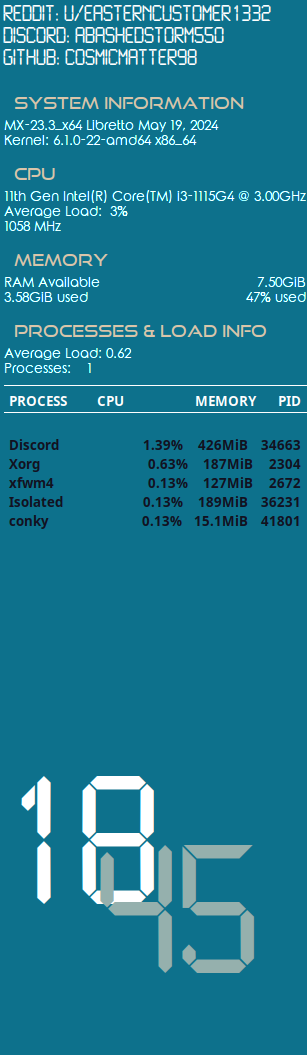 REDDIT: U/EASTERNCUSTOMER1332
DISCORD: ABASHEDSTORM550
GITHUB: COSMICMATTER98
SYSTEM INFORMATION
MX-23.3_x64 Libretto May 19, 2024
Kernel: 6.1.0-22-amd64 x86_64
CPU
11th Gen Intel(R) Core(TM) i3-1115G4 @ 3.00GHz
Average Load: 3%
1058 MHz
MEMORY
RAM Available 7.50GiB
3.58GiB used 47% used
PROCESSES & LOAD INFO
Average Load: 0.62
Processes: 1
PROCESS CPU MEMORY PID
Discord 1.39% 426MiB 34663
Xorg 0.63% 187MiB 2304
xfwm4 0.13% 127MiB 2672
Isolated 0.13% 189MiB 36231
conky 0.13% 15.1MiB 41801
18
45